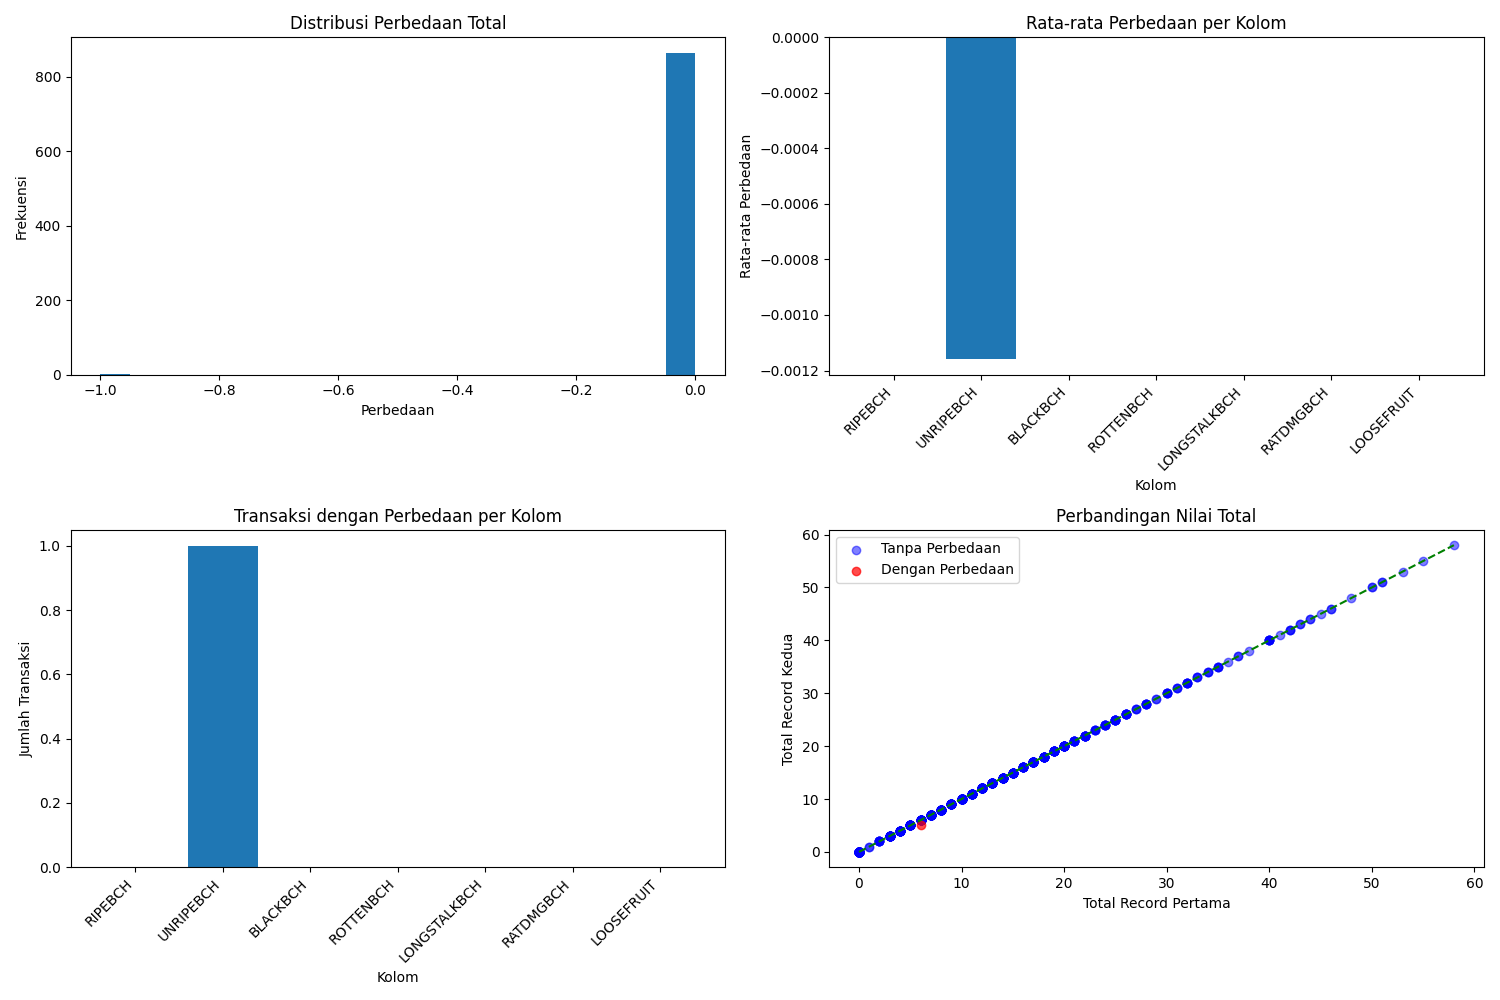 Distribusi Perbedaan Total
Frekuensi
800
600
400
200
0
−1.0 −0.8 −0.6 −0.4 −0.2 0.0
Perbedaan
Rata-rata Perbedaan per Kolom
Rata-rata Perbedaan
0.0000
−0.0002
−0.0004
−0.0006
−0.0008
−0.0010
−0.0012
RIPEBCH
UNRIPEBCH
BLACKBCH
ROTTENBCH
LONGSTALKBCH
RATDMGBCH
LOOSEFRUIT
Kolom
Transaksi dengan Perbedaan per Kolom
Jumlah Transaksi
1.0
0.8
0.6
0.4
0.2
0.0
RIPEBCH
UNRIPEBCH
BLACKBCH
ROTTENBCH
LONGSTALKBCH
RATDMGBCH
LOOSEFRUIT
Kolom
Perbandingan Nilai Total
Tanpa Perbedaan
Dengan Perbedaan
Total Record Kedua
60
50
40
30
20
10
0
0 10 20 30 40 50 60
Total Record Pertama